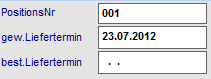 PositionsNr 001
gew.Liefertermin 23.07.2012
best.Liefertermin . .